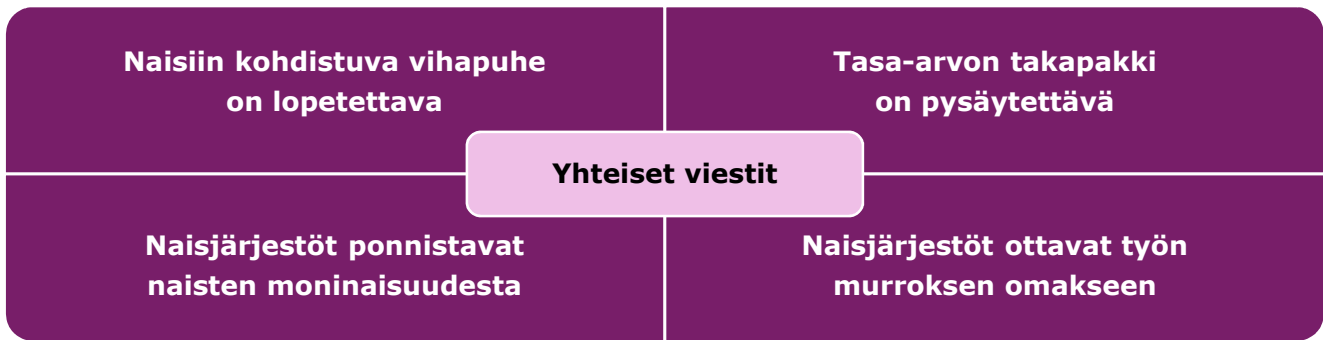 Naisiin kohdistuva vihapuhe
on lopetettava
Tasa-arvon takapakki
on pysäytettävä
Yhteiset viestit
Naisjärjestöt ponnistavat
naisten moninaisuudesta
Naisjärjestöt ottavat työn
murroksen omakseen